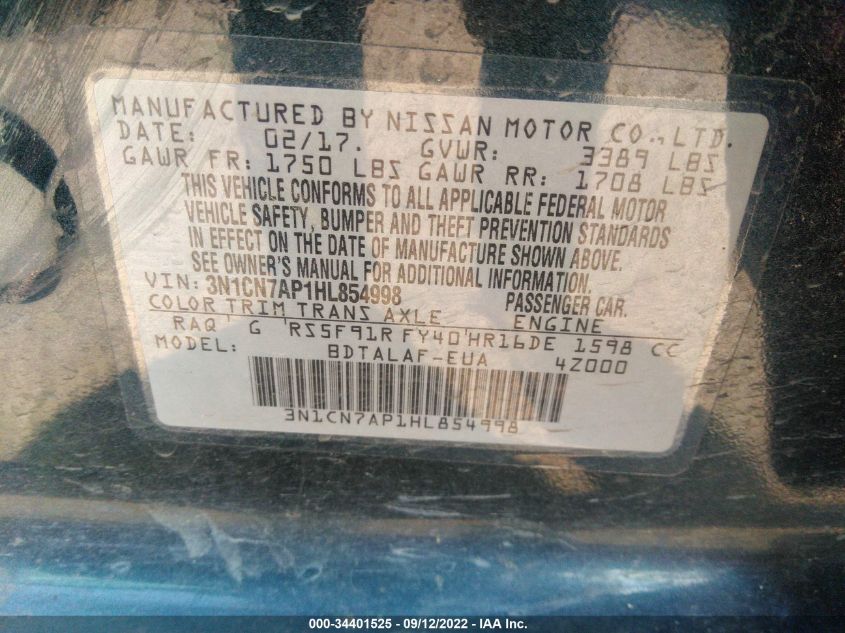 MANUFACTURED BY NISSAN MOTOR CO., LTD.
DATE: 02/17. GVWR: 3389 LBS
GAWR FR: 1750 LBS GAWR RR: 1708 LBS
THIS VEHICLE CONFORMS TO ALL APPLICABLE FEDERAL MOTOR
VEHICLE SAFETY, BUMPER AND THEFT PREVENTION STANDARDS
IN EFFECT ON THE DATE OF MANUFACTURE SHOWN ABOVE.
SEE OWNER'S MANUAL FOR ADDITIONAL INFORMATION.
VIN: 3N1CN7AP1HL854998 PASSENGER CAR.
COLOR TRIM TRANS AXLE ENGINE
RAQ G RS5F91R FY40 HR16DE 1598 CC
MODEL: BDTALAF-EUA 4Z000
3N1CN7AP1HL854998
000-34401525 - 09/12/2022 - IAA Inc.